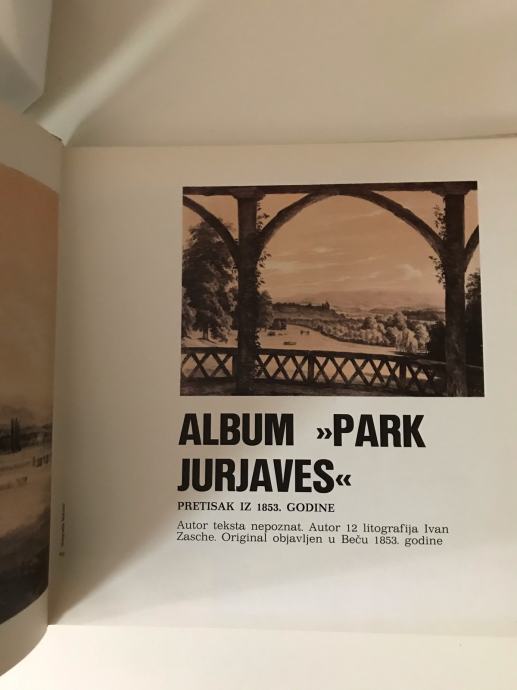 ALBUM »PARK
JURJAVES«
PRETISAK IZ 1853. GODINE
Autor teksta nepoznat. Autor 12 litografija Ivan
Zasche. Original objavljen u Beču 1853. godine